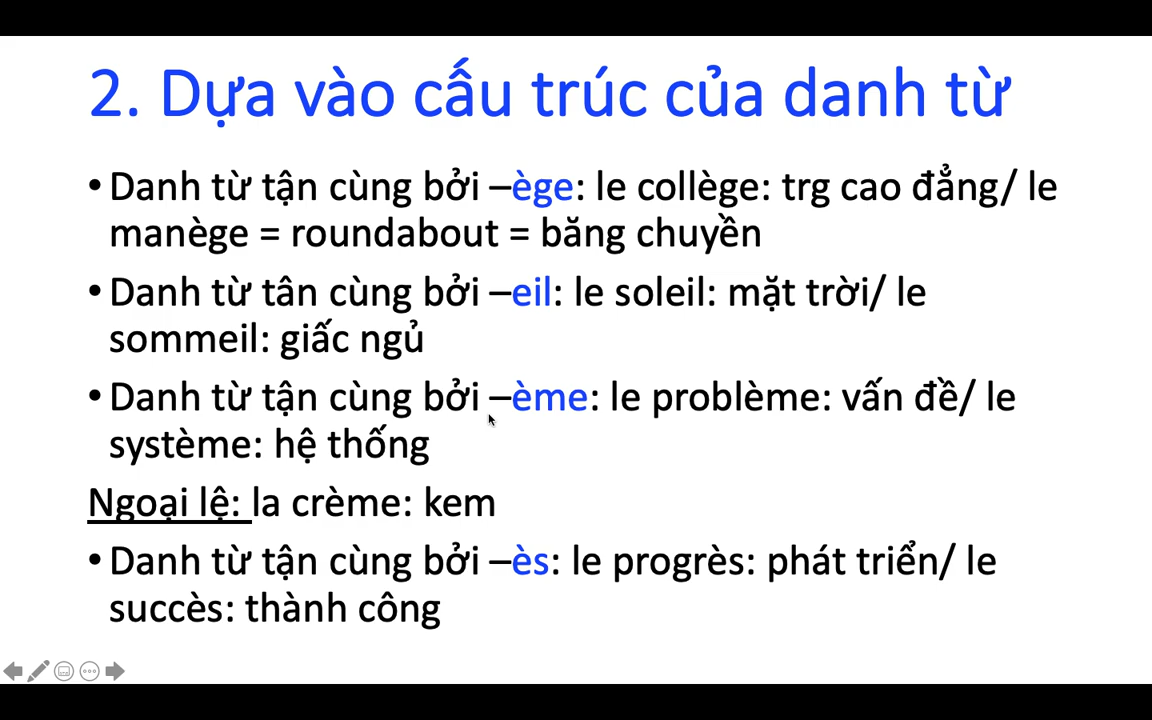 2. Dựa vào cấu trúc của danh từ
• Danh từ tận cùng bởi –ège: le collège: trg cao đẳng/ le
manège = roundabout = băng chuyền
• Danh từ tân cùng bởi –eil: le soleil: mặt trời/ le
sommeil: giấc ngủ
• Danh từ tận cùng bởi –ème: le problème: vấn đề/ le
système: hệ thống
Ngoại lệ: la crème: kem
• Danh từ tận cùng bởi –ès: le progrès: phát triển/ le
succès: thành công